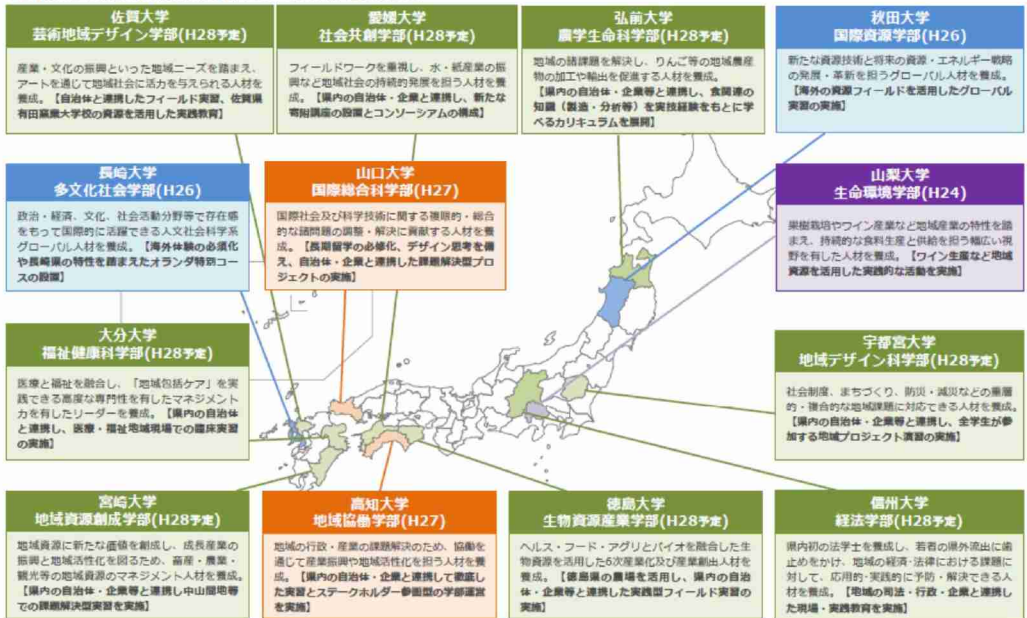 佐賀大学
芸術地域デザイン学部(H28予定)
産業・文化の振興といった地域ニーズを踏まえ、
アートを通じて地域社会に活力を与えられる人材を
養成。【自治体と連携したフィールド実習、佐賀県
有田窯業大学校の資源を活用した実践教育】
愛媛大学
社会共創学部(H28予定)
フィールドワークを重視し、水・紙産業の振
興など地域社会の持続的発展を担う人材を養
成。【県内の自治体・企業と連携し、新たな
寄附講座の設置とコンソーシアムの構成】
弘前大学
農学生命科学部(H28予定)
地域の諸課題を解決し、りんご等の地域農産
物の加工や輸出を促進する人材を養成。
【県内の自治体・企業等と連携し、食関連の
知識（製造・分析等）を実技経験をもとに学
べるカリキュラムを展開】
秋田大学
国際資源学部(H26)
新たな資源技術と将来の資源・エネルギー戦略
の発展・革新を担うグローバル人材を養成。
【海外の資源フィールドを活用したグローバル
実習の実施】
長崎大学
多文化社会学部(H26)
政治・経済、文化、社会活動分野等で存在感
をもって国際的に活躍できる人文社会科学系
グローバル人材を養成。【海外体験の必須化
や長崎県の特性を踏まえたオランダ特別コー
スの設置】
山口大学
国際総合科学部(H27)
国際社会及び科学技術に関する複眼的・総合
的な諸問題の調整・解決に貢献する人材を養
成。【長期留学の必修化、デザイン思考を備
え、自治体・企業と連携した課題解決型プロ
ジェクトの実施】
山梨大学
生命環境学部(H24)
果樹栽培やワイン産業など地域産業の特性を踏
まえ、持続的な食料生産と供給を担う幅広い視
野を有した人材を養成。【ワイン生産など地域
資源を活用した実践的な活動を実施】
大分大学
福祉健康科学部(H28予定)
医療と福祉を融合し、「地域包括ケア」を実
践できる高度な専門性を有したマネジメント
力を有したリーダーを養成。【県内の自治体
と連携し、医療・福祉地域現場での臨床実習
の実施】
宇都宮大学
地域デザイン科学部(H28予定)
社会制度、まちづくり、防災・減災などの重層
的・複合的な地域課題に対応できる人材を養成。
【県内の自治体・企業等と連携し、全学生が参
加する地域プロジェクト演習の実施】
宮崎大学
地域資源創成学部(H28予定)
地域資源に新たな価値を創成し、成長産業の
振興と地域活性化を図るため、畜産・農業・
観光等の地域資源のマネジメント人材を養成。
【県内の自治体・企業等と連携し中山間地等
での課題解決型実習を実施】
高知大学
地域協働学部(H27)
地域の行政・産業の課題解決のため、協働を
通じて産業振興や地域活性化を担う人材を養
成。【県内の自治体・企業と連携して徹底し
た実習とステークホルダー参画型の学部運営
を実施】
徳島大学
生物資源産業学部(H28予定)
ヘルス・フード・アグリとバイオを融合した生
物資源を活用した6次産業化及び産業創出人材を
養成。【徳島県の農場を活用し、県内の自治
体・企業等と連携した実践型フィールド実習の
実施】
信州大学
経法学部(H28予定)
県内初の法学士を養成し、若者の県外流出に歯
止めをかけ、地域の経済・法律における課題に
対して、応用的・実践的に予防・解決できる人
材を養成。【地域の司法・行政・企業と連携し
た現場・実践教育を実施】